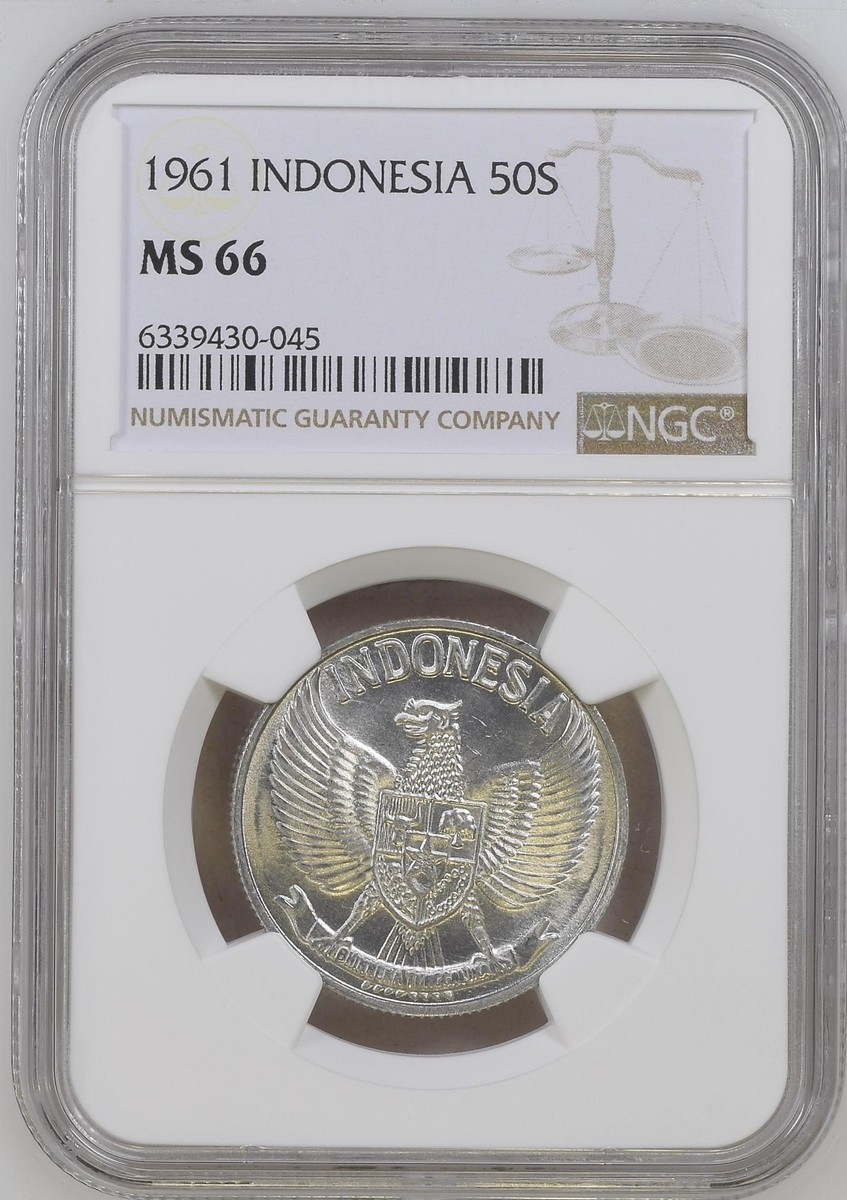 1961 INDONESIA 50S
MS 66
6339430-045
NUMISMATIC GUARANTY COMPANY
NGC®
INDONESIA